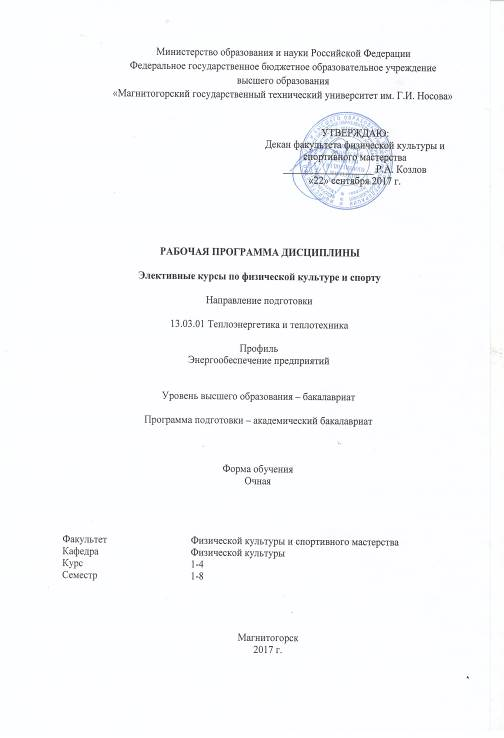 Министерство образования и науки Российской Федерации
Федеральное государственное бюджетное образовательное учреждение
высшего образования
«Магнитогорский государственный технический университет им. Г.И. Носова»
УТВЕРЖДАЮ:
Декан факультета физической культуры и
спортивного мастерства
Р.А. Козлов
«22» сентября 2017 г.
РАБОЧАЯ ПРОГРАММА ДИСЦИПЛИНЫ
Элективные курсы по физической культуре и спорту
Направление подготовки
13.03.01 Теплоэнергетика и теплотехника
Профиль
Энергообеспечение предприятий
Уровень высшего образования – бакалавриат
Программа подготовки – академический бакалавриат
Форма обучения
Очная
Факультет Физической культуры и спортивного мастерства
Кафедра Физической культуры
Курс 1-4
Семестр 1-8
Магнитогорск
2017 г.